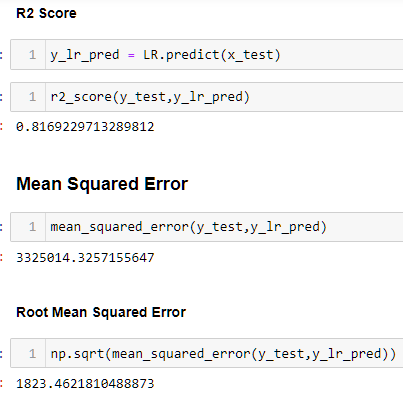 R2 Score
: 1 y_lr_pred = LR.predict(x_test)
: 1 r2_score(y_test,y_lr_pred)
: 0.8169229713289812
Mean Squared Error
: 1 mean_squared_error(y_test,y_lr_pred)
: 3325014.3257155647
Root Mean Squared Error
: 1 np.sqrt(mean_squared_error(y_test,y_lr_pred))
: 1823.4621810488873